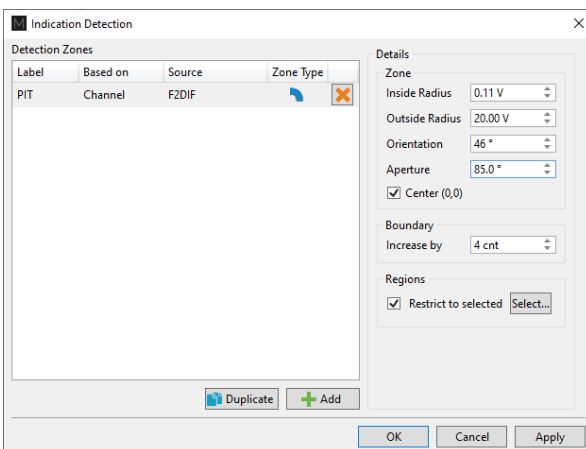 M Indication Detection
Detection Zones
Label Based on Source Zone Type
PIT Channel F2DIF
Duplicate Add
Details
Zone
Inside Radius 0.11 V
Outside Radius 20.00 V
Orientation 46 °
Aperture 85.0 °
Center (0,0)
Boundary
Increase by 4 cnt
Regions
Restrict to selected Select...
OK Cancel Apply